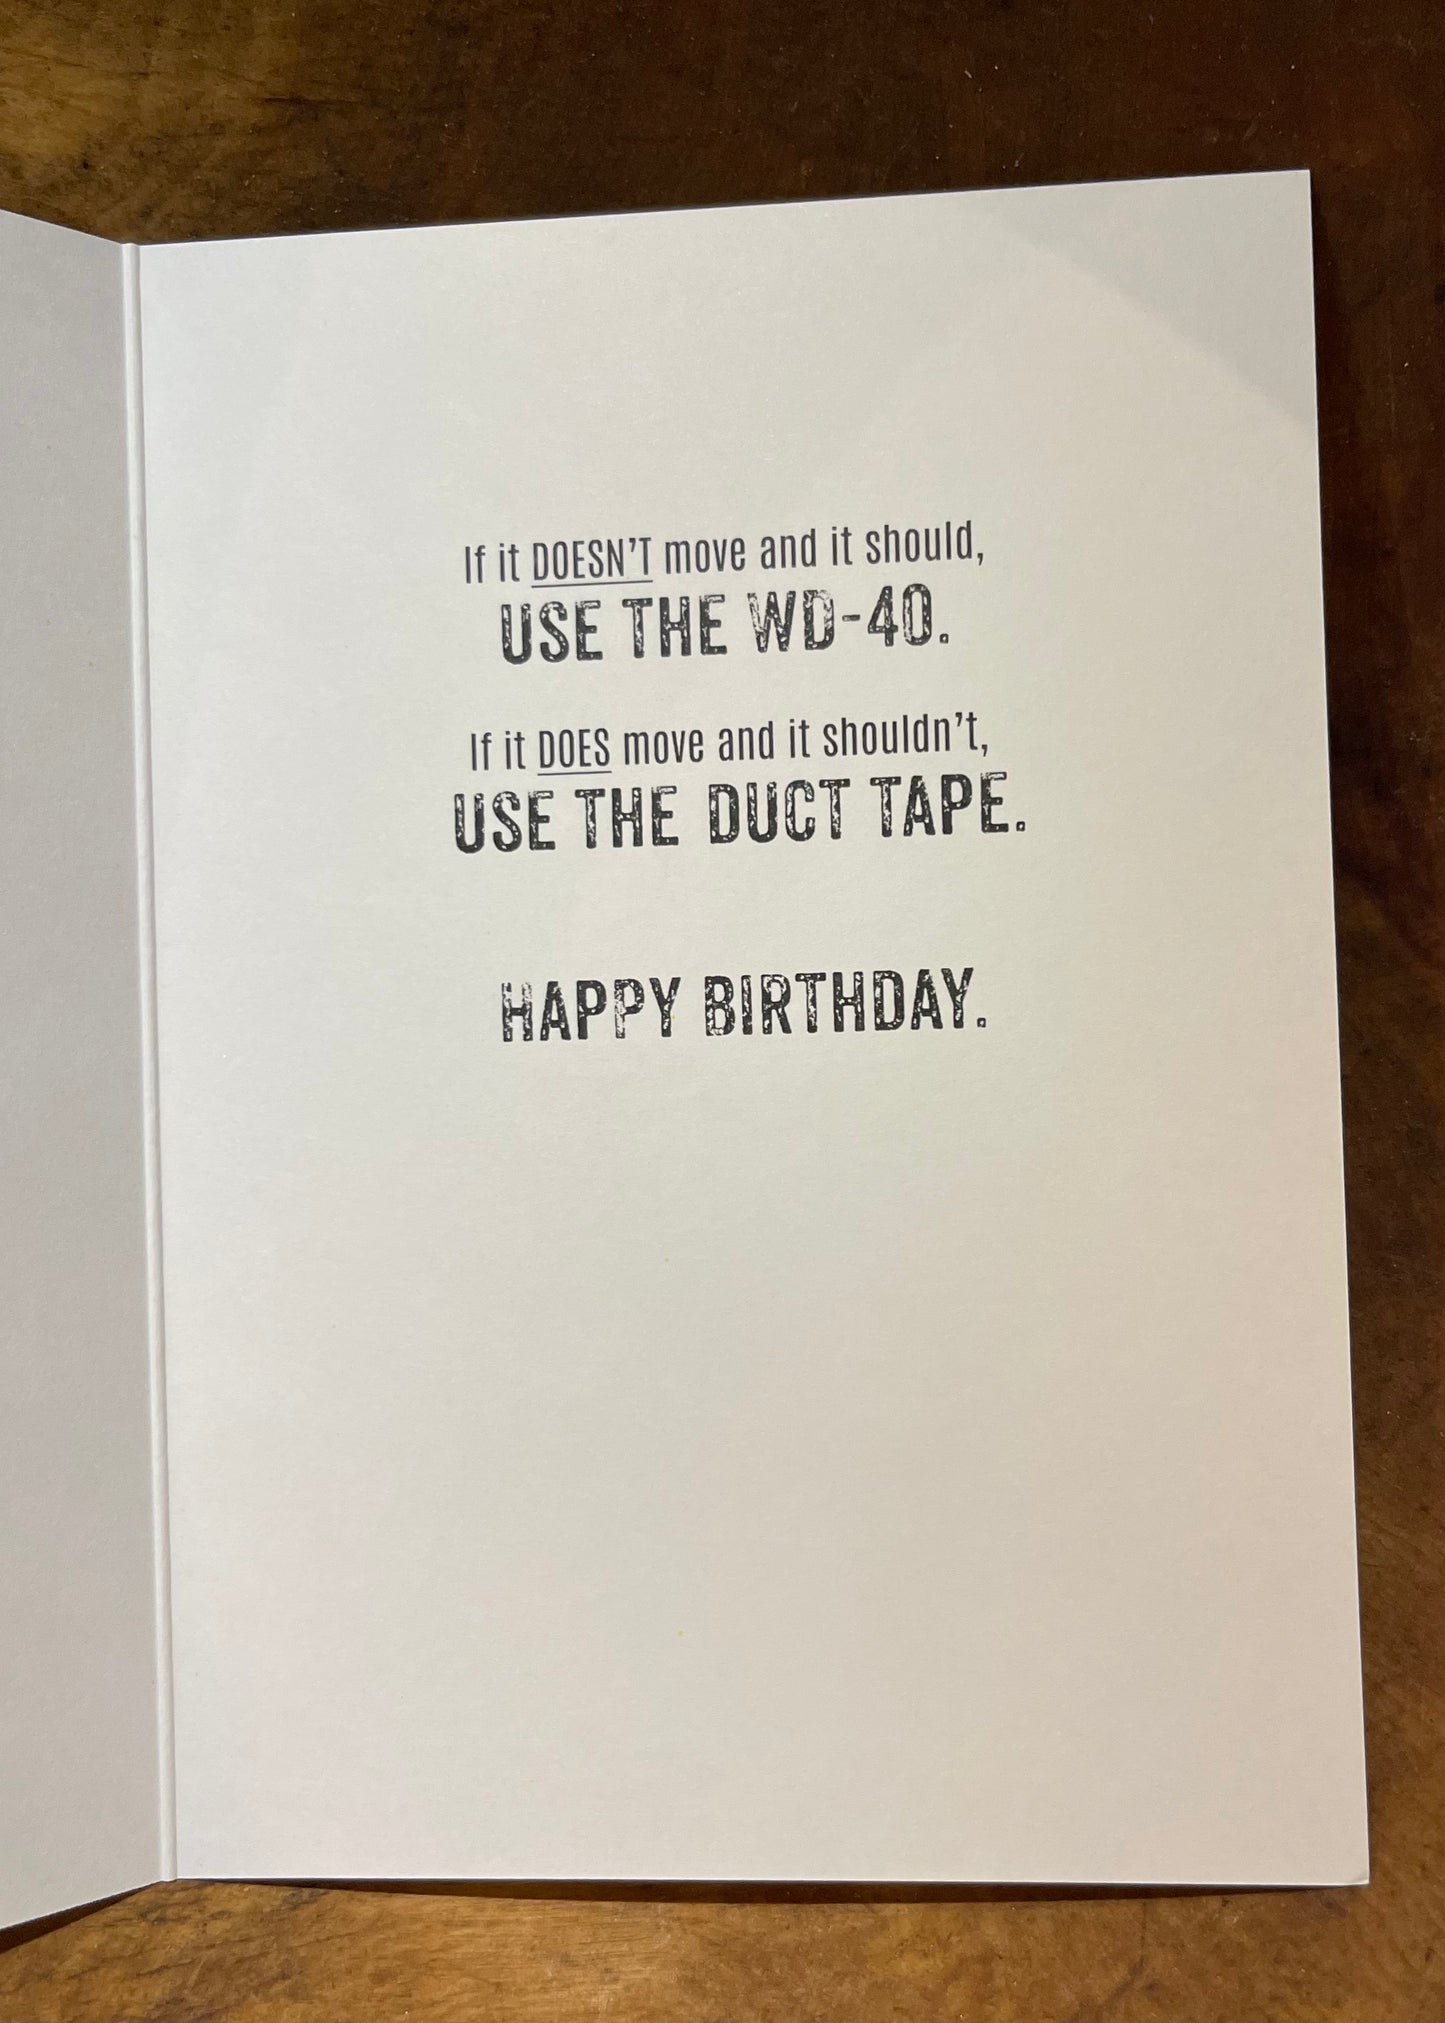 If it DOESN’T move and it should,
USE THE WD-40.
If it DOES move and it shouldn’t,
USE THE DUCT TAPE.
HAPPY BIRTHDAY.